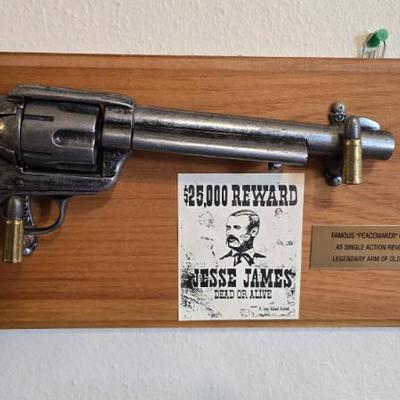 $25,000 REWARD
JESSE JAMES
DEAD OR ALIVE
FAMOUS "PEACEMAKER"
.45 SINGLE ACTION REV
LEGENDARY ARM OF OLD